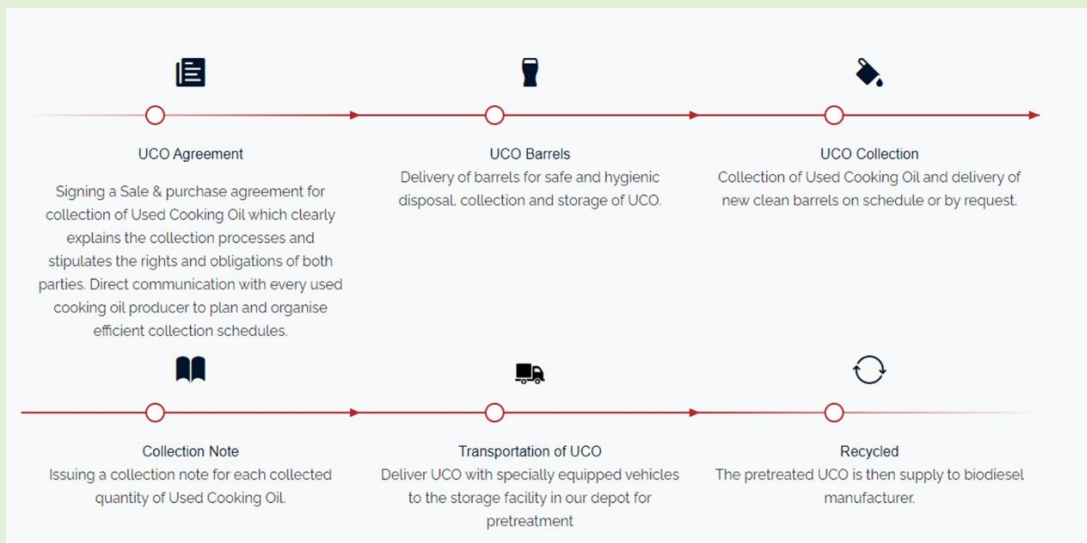 UCO Agreement
Signing a Sale & purchase agreement for
collection of Used Cooking Oil which clearly
explains the collection processes and
stipulates the rights and obligations of both
parties. Direct communication with every used
cooking oil producer to plan and organise
efficient collection schedules.
UCO Barrels
Delivery of barrels for safe and hygienic
disposal, collection and storage of UCO.
UCO Collection
Collection of Used Cooking Oil and delivery of
new clean barrels on schedule or by request.
Collection Note
Issuing a collection note for each collected
quantity of Used Cooking Oil.
Transportation of UCO
Deliver UCO with specially equipped vehicles
to the storage facility in our depot for
pretreatment
Recycled
The pretreated UCO is then supply to biodiesel
manufacturer.